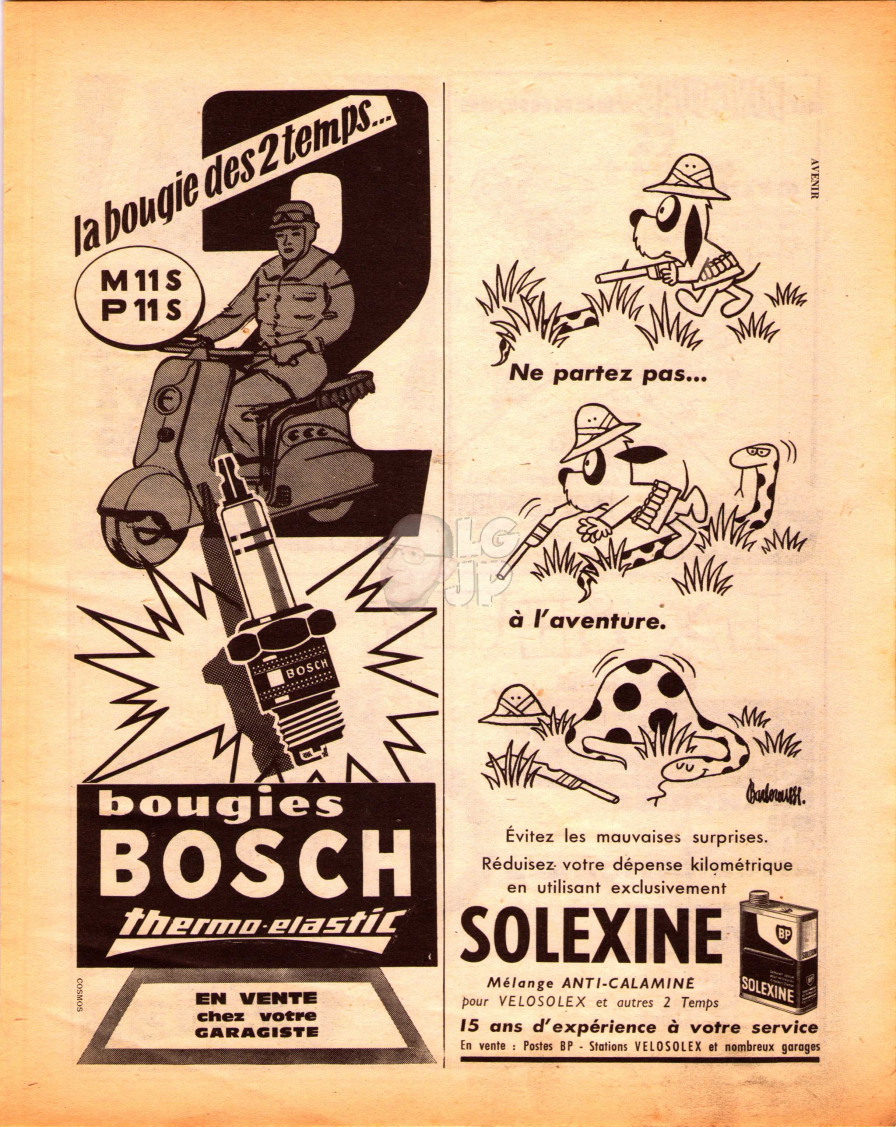 la bougie des 2 temps...
M 11 S
P 11 S
BOSCH
bougies
BOSCH
thermo-elastic
COSMOS
EN VENTE
chez votre
GARAGISTE
AVENIR
Ne partez pas...
à l'aventure.
Évitez les mauvaises surprises.
Réduisez votre dépense kilométrique
en utilisant exclusivement
SOLEXINE
BP
SOLEXINE
Mélange ANTI-CALAMINE
pour VELOSOLEX et autres 2 Temps
15 ans d'expérience à votre service
En vente : Postes BP - Stations VELOSOLEX et nombreux garages
LG
JP